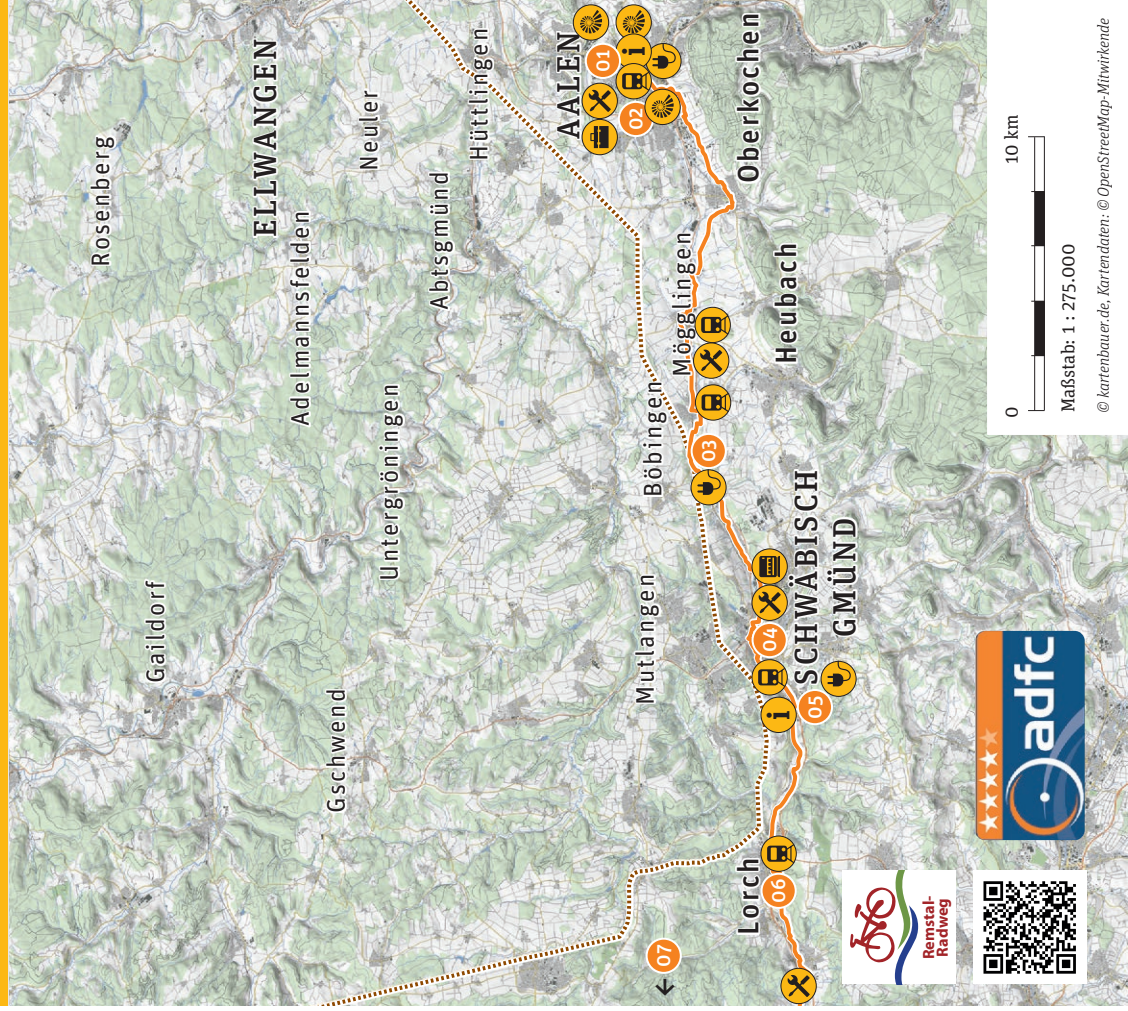 Rosenberg
ELLWANGEN
Neuler
Hüttlingen
AALEN
01
i
02
Oberkochen
Adelmannsfelden
Abtsgmünd
Mögglingen
Heubach
Untergröningen
Böbingen
03
Gaildorf
Gschwend
Mutlangen
04
SCHWÄBISCH
GMÜND
05
i
Lorch
06
← 07
0
10 km
Maßstab: 1 : 275.000
© kartenbauer.de, Kartendaten: © OpenStreetMap-Mitwirkende
adfc
Remstal-
Radweg